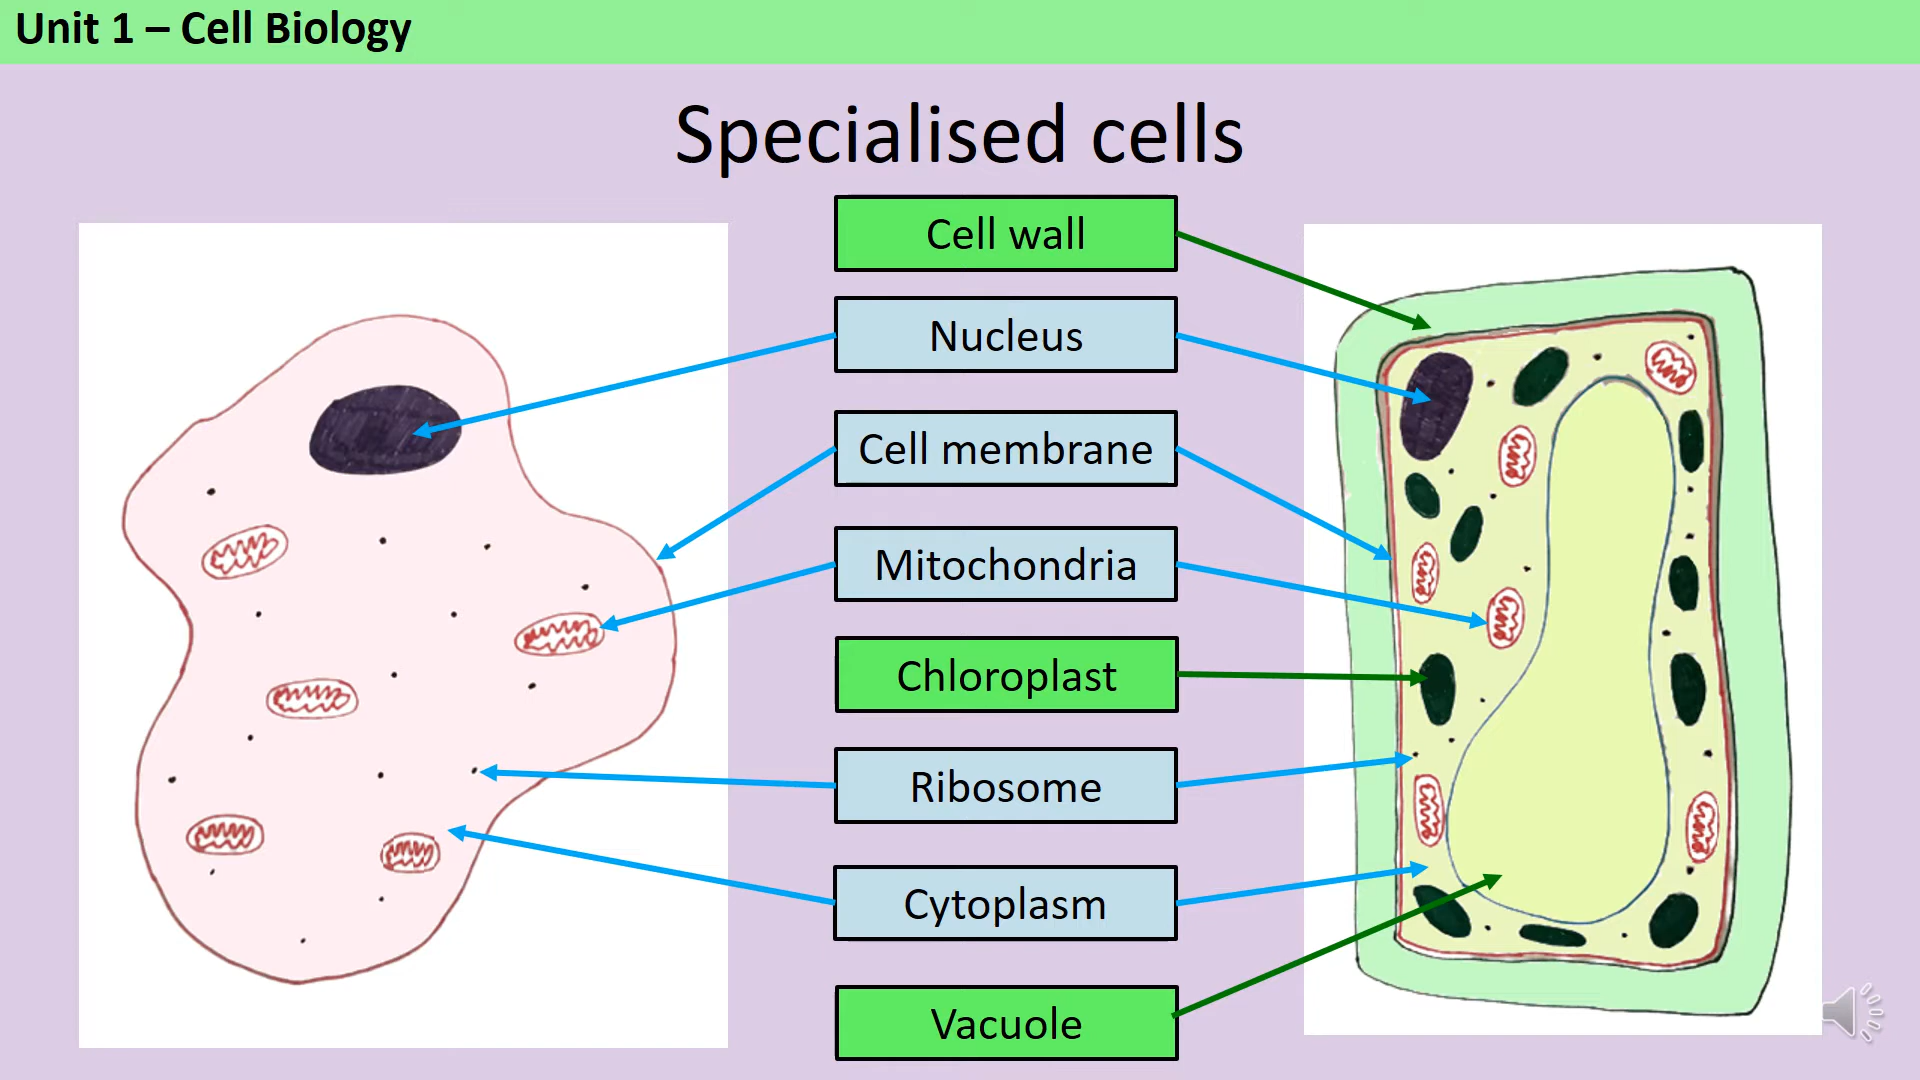 Unit 1 – Cell Biology
Specialised cells
Cell wall
Nucleus
Cell membrane
Mitochondria
Chloroplast
Ribosome
Cytoplasm
Vacuole